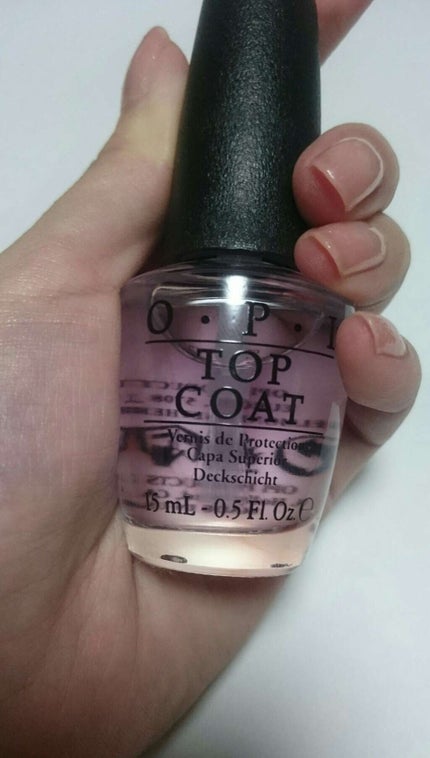 O · P · I
TOP
COAT
Vernis de Protection
Capa Superior
Deckschicht
15 mL - 0.5 Fl. Oz. ℮